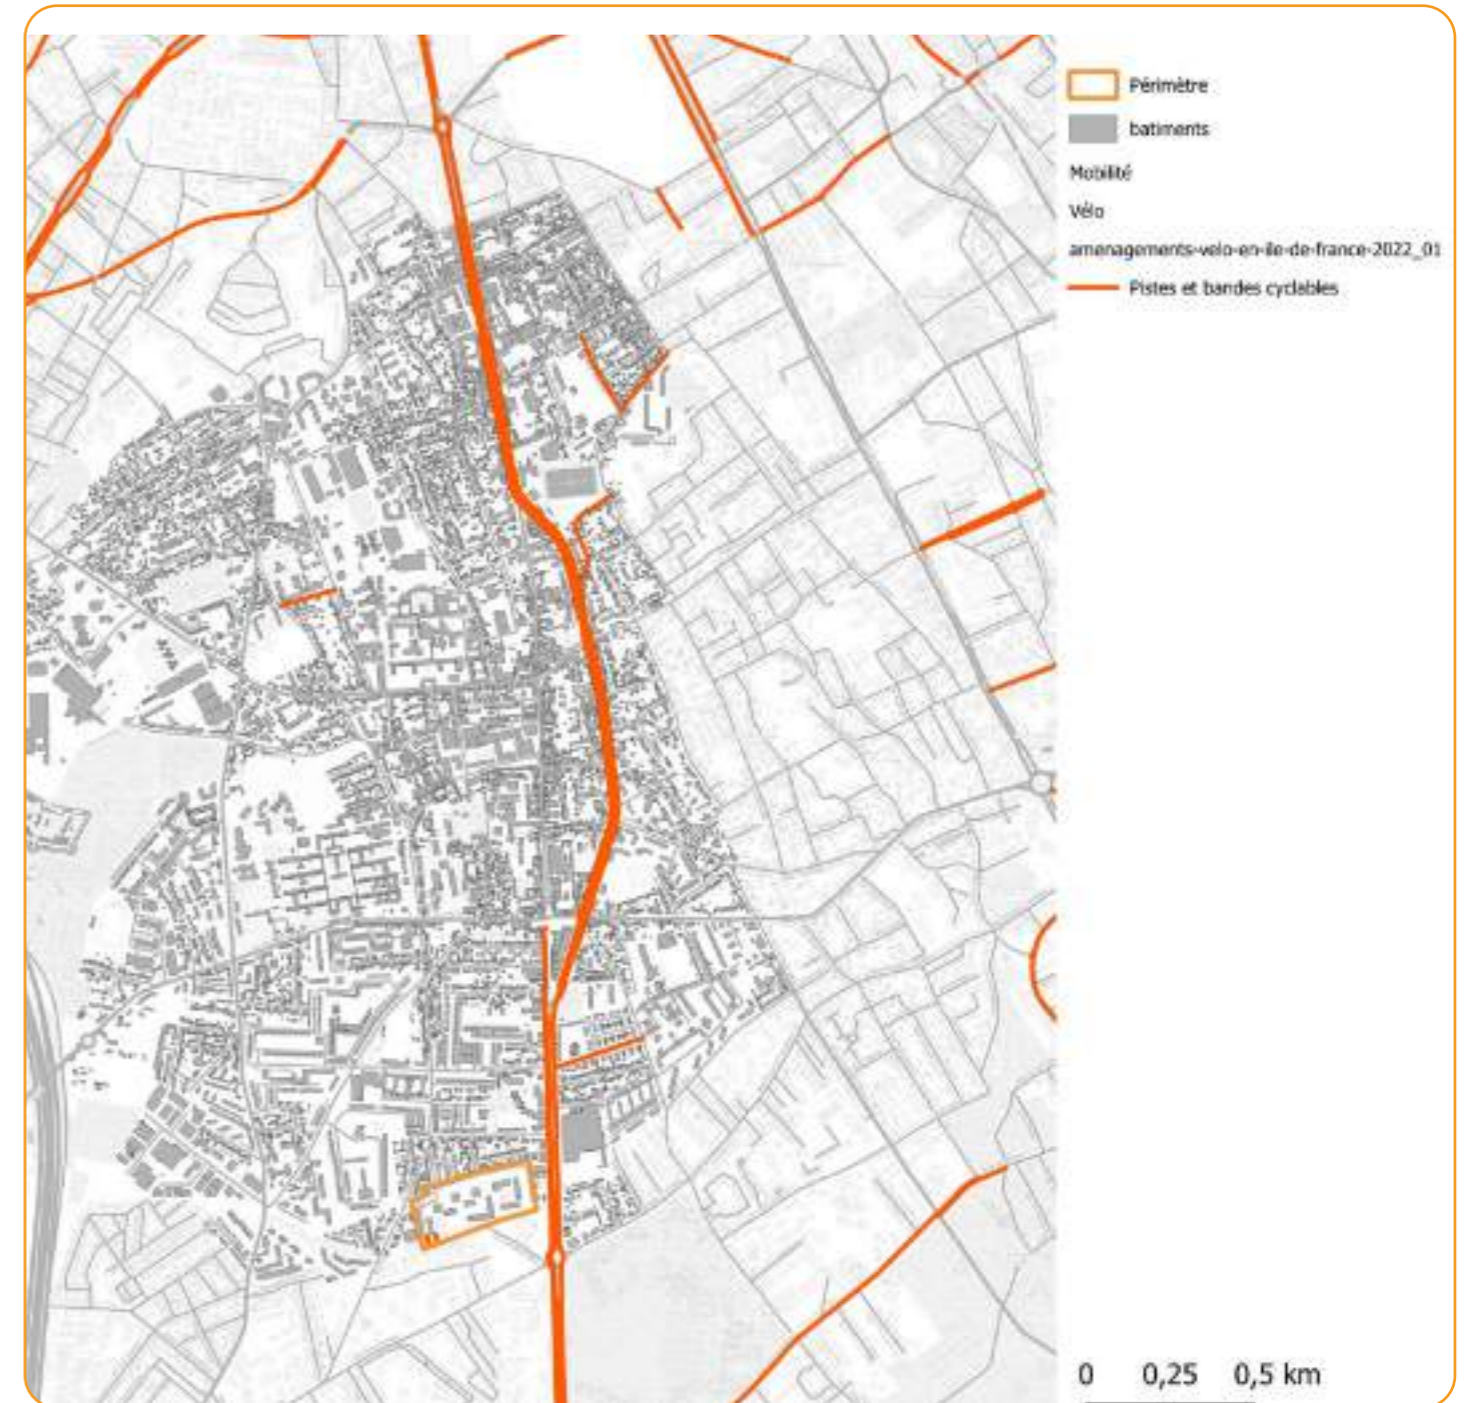 Périmètre
batiments
Mobilité
Vélo
amenagements-velo-en-ile-de-france-2022_01
Pistes et bandes cyclables
0 0,25 0,5 km